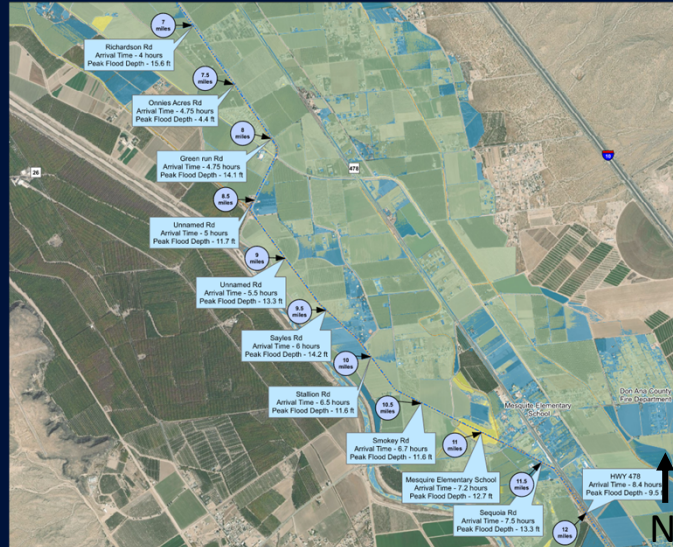 7
miles
Richardson Rd
Arrival Time - 4 hours
Peak Flood Depth - 15.6 ft
7.5
miles
Onnies Acres Rd
Arrival Time - 4.75 hours
Peak Flood Depth - 4.4 ft
8
miles
Green run Rd
Arrival Time - 4.75 hours
Peak Flood Depth - 14.1 ft
478
10
26
8.5
miles
Unnamed Rd
Arrival Time - 5 hours
Peak Flood Depth - 11.7 ft
9
miles
Unnamed Rd
Arrival Time - 5.5 hours
Peak Flood Depth - 13.3 ft
9.5
miles
Sayles Rd
Arrival Time - 6 hours
Peak Flood Depth - 14.2 ft
10
miles
Stallion Rd
Arrival Time - 6.5 hours
Peak Flood Depth - 11.6 ft
10.5
miles
Smokey Rd
Arrival Time - 6.7 hours
Peak Flood Depth - 11.6 ft
Mesquite Elementary
School
Don Ana County
Fire Department
11
miles
Mesquire Elementary School
Arrival Time - 7.2 hours
Peak Flood Depth - 12.7 ft
11.5
miles
Sequoia Rd
Arrival Time - 7.5 hours
Peak Flood Depth - 13.3 ft
12
miles
HWY 478
Arrival Time - 8.4 hours
Peak Flood Depth - 9.5 ft
N